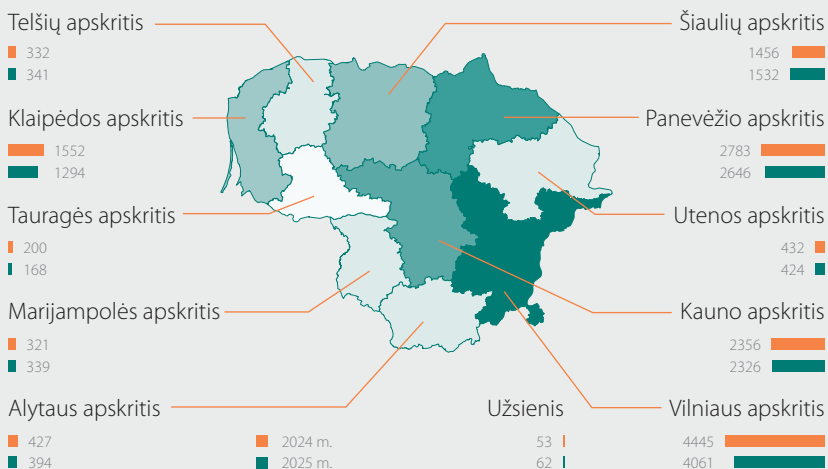 Telšių apskritis
332
341
Šiaulių apskritis
1456
1532
Klaipėdos apskritis
1552
1294
Panevėžio apskritis
2783
2646
Tauragės apskritis
200
168
Utenos apskritis
432
424
Marijampolės apskritis
321
339
Kauno apskritis
2356
2326
Alytaus apskritis
427
394
2024 m.
2025 m.
Užsienis
53
62
Vilniaus apskritis
4445
4061